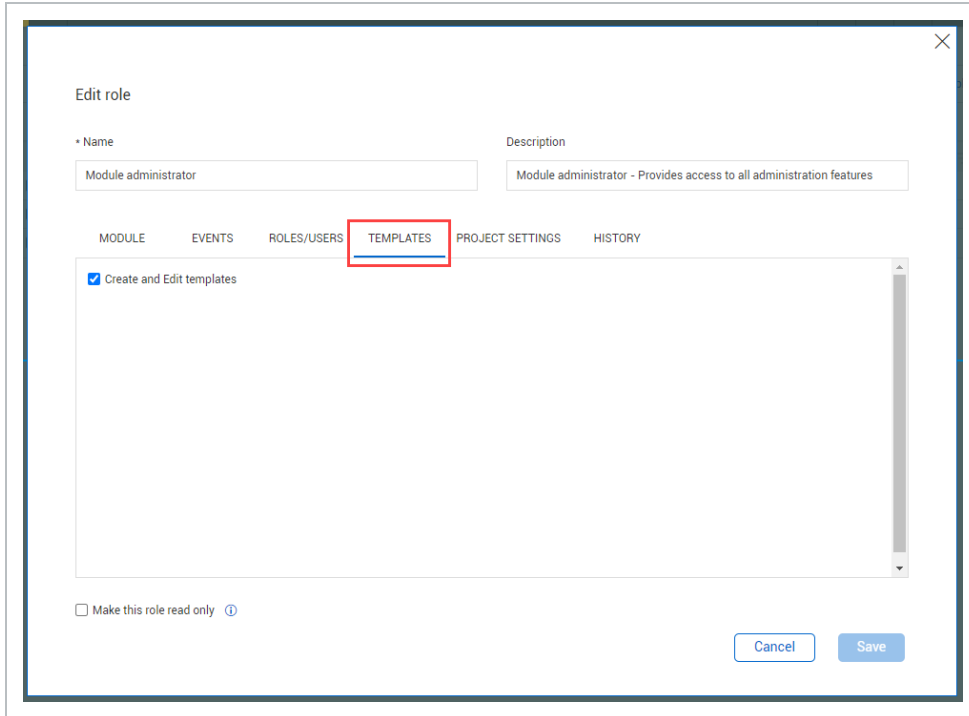 Edit role
* Name
Description
Module administrator
Module administrator - Provides access to all administration features
MODULE EVENTS ROLES/USERS TEMPLATES PROJECT SETTINGS HISTORY
Create and Edit templates
Make this role read only
Cancel Save